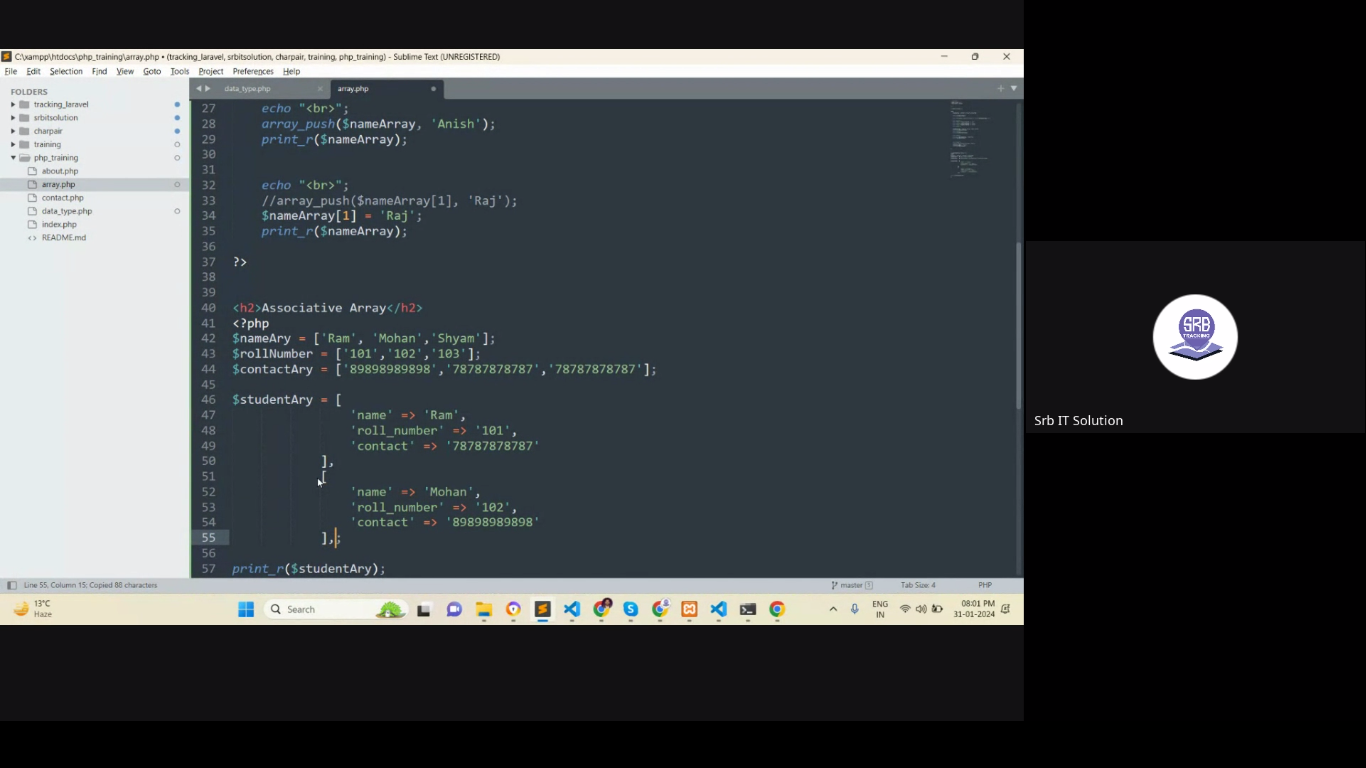 C:\xampp\htdocs\php_training\array.php • (tracking_laravel, srbitsolution, charpair, training, php_training) - Sublime Text (UNREGISTERED)
File Edit Selection Find View Goto Tools Project Preferences Help
FOLDERS
tracking_laravel
srbitsolution
charpair
training
php_training
about.php
array.php
contact.php
data_type.php
index.php
README.md
data_type.php
array.php
27 echo "<br>";
28 array_push($nameArray, 'Anish');
29 print_r($nameArray);
30
31
32 echo "<br>";
33 //array_push($nameArray[1], 'Raj');
34 $nameArray[1] = 'Raj';
35 print_r($nameArray);
36
37 ?>
38
39
40 <h2>Associative Array</h2>
41 <?php
42 $nameAry = ['Ram', 'Mohan','Shyam'];
43 $rollNumber = ['101','102','103'];
44 $contactAry = ['89898989898','78787878787','78787878787'];
45
46 $studentAry = [
47 'name' => 'Ram',
48 'roll_number' => '101',
49 'contact' => '78787878787'
50 ],
51 [
52 'name' => 'Mohan',
53 'roll_number' => '102',
54 'contact' => '89898989898'
55 ],;
56
57 print_r($studentAry);
Line 55, Column 15; Copied 86 characters
master 1
Tab Size: 4
PHP
13°C
Haze
Search
ENG
IN
08:01 PM
31-01-2024
SRB
TRACKING
Srb IT Solution